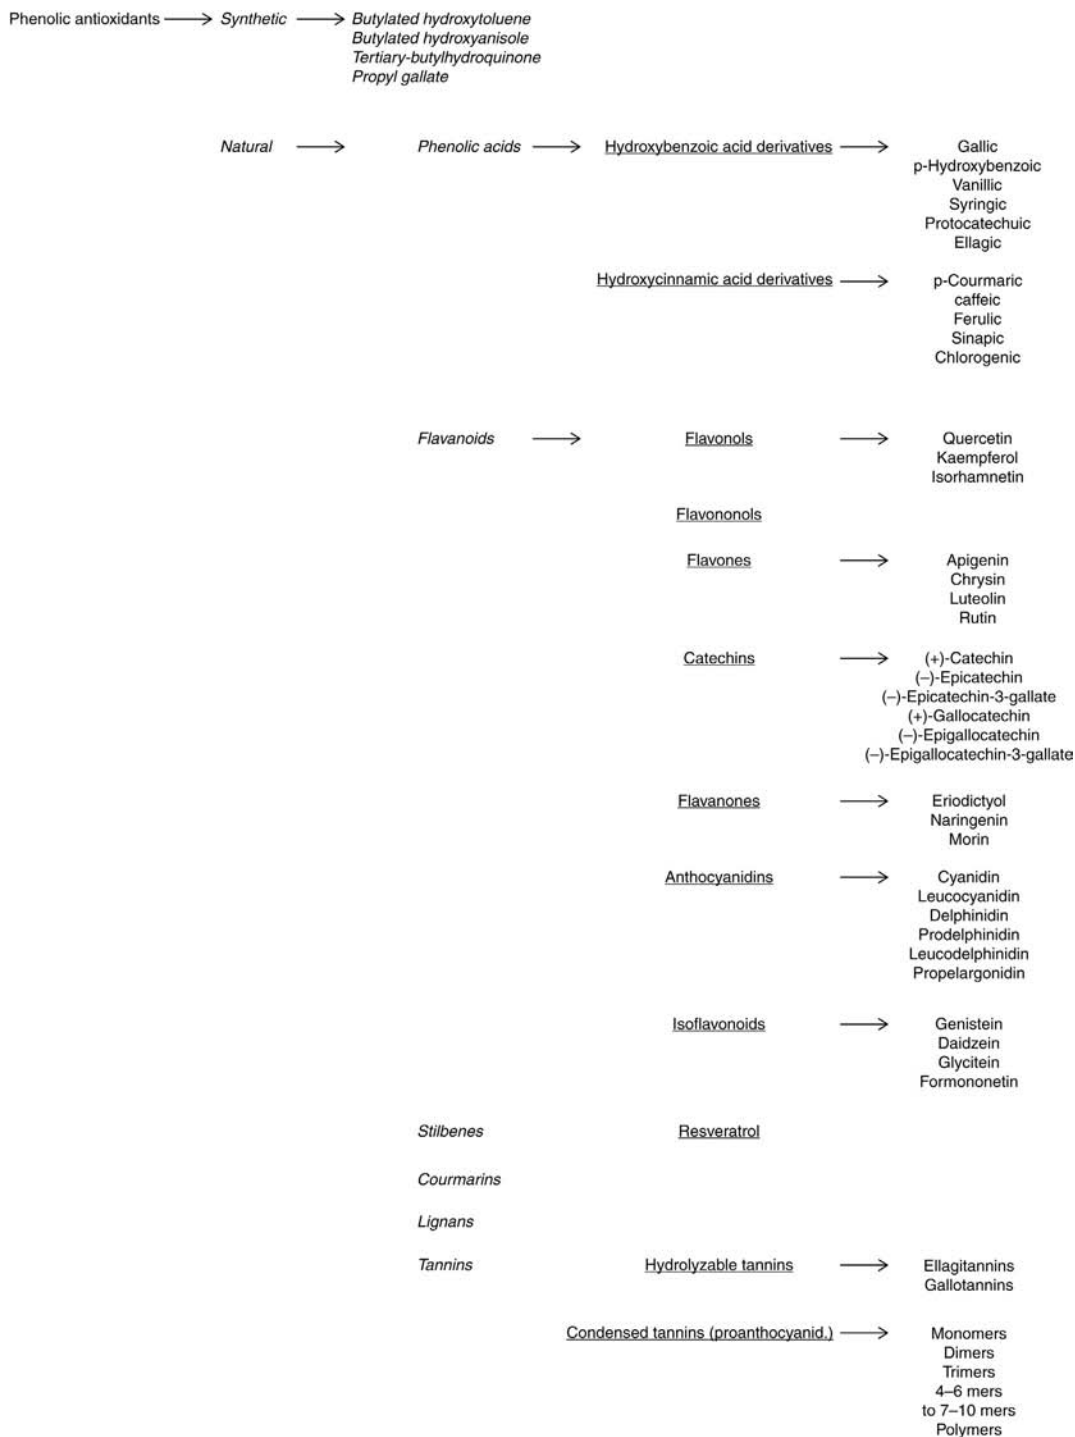 Phenolic antioxidants Synthetic Butylated hydroxytoluene
Butylated hydroxyanisole
Tertiary-butylhydroquinone
Propyl gallate
Natural Phenolic acids Hydroxybenzoic acid derivatives Gallic
p-Hydroxybenzoic
Vanillic
Syringic
Protocatechuic
Ellagic
Hydroxycinnamic acid derivatives p-Courmaric
caffeic
Ferulic
Sinapic
Chlorogenic
Flavanoids Flavonols Quercetin
Kaempferol
Isorhamnetin
Flavononols
Flavones Apigenin
Chrysin
Luteolin
Rutin
Catechins (+)-Catechin
(–)-Epicatechin
(–)-Epicatechin-3-gallate
(+)-Gallocatechin
(–)-Epigallocatechin
(–)-Epigallocatechin-3-gallate
Flavanones Eriodictyol
Naringenin
Morin
Anthocyanidins Cyanidin
Leucocyanidin
Delphinidin
Prodelphinidin
Leucodelphinidin
Propelargonidin
Isoflavonoids Genistein
Daidzein
Glycitein
Formononetin
Stilbenes Resveratrol
Courmarins
Lignans
Tannins Hydrolyzable tannins Ellagitannins
Gallotannins
Condensed tannins (proanthocyanid.) Monomers
Dimers
Trimers
4–6 mers
to 7–10 mers
Polymers